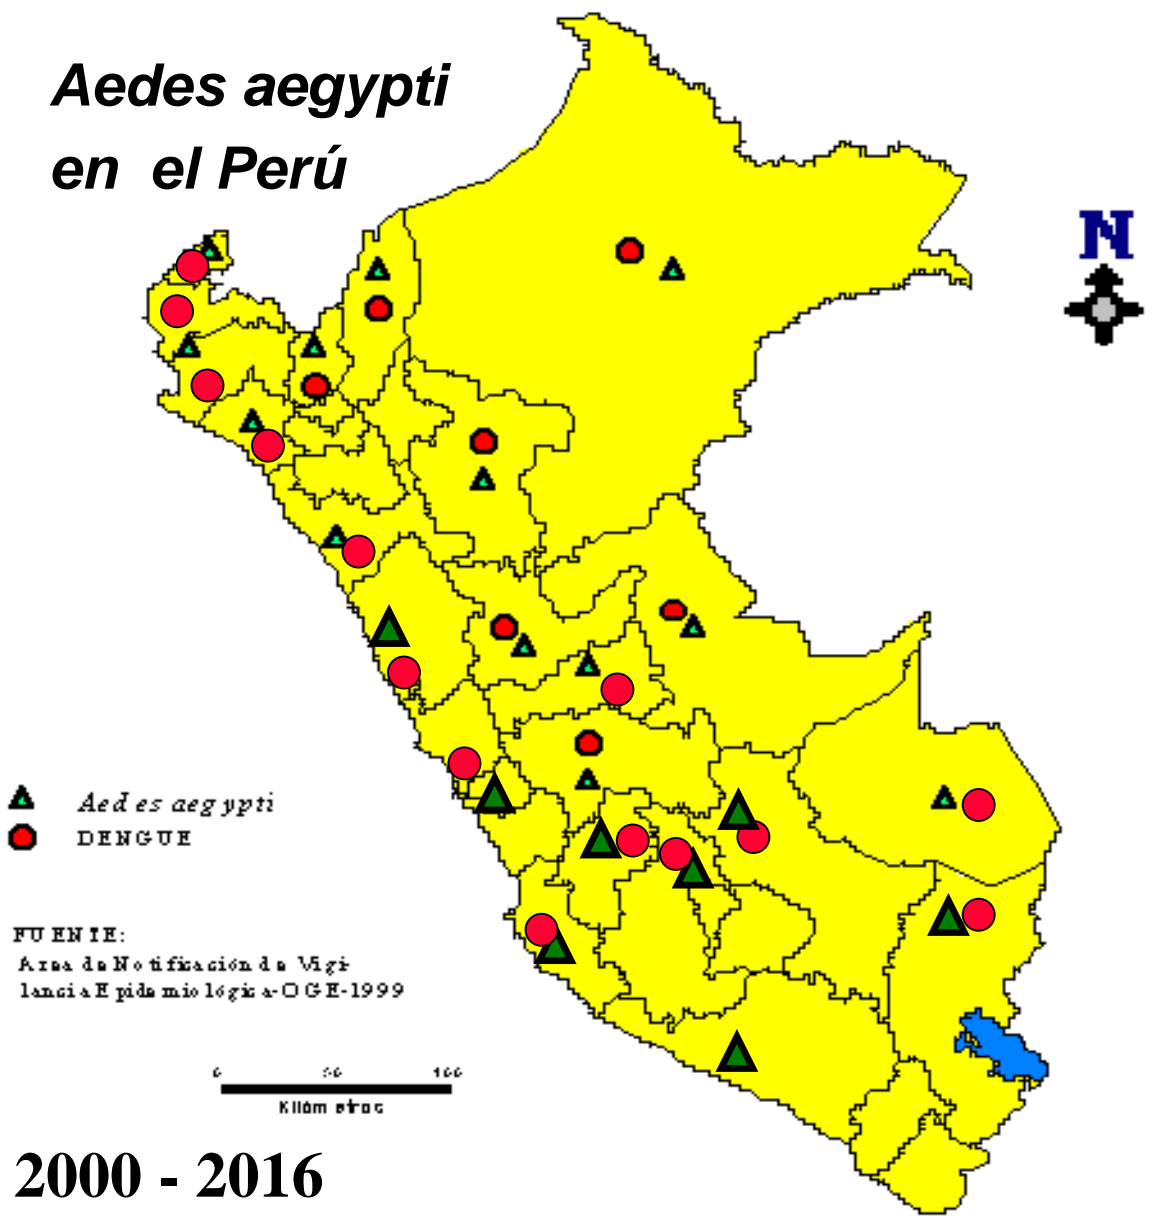 Aedes aegypti
en el Perú
N
Aedes aegypti
DENGUE
FUENTE:
Area de Notificación de Vigi-
lancia Epidemiológica-OGE-1999
0 50 100
Kilómetros
2000 - 2016